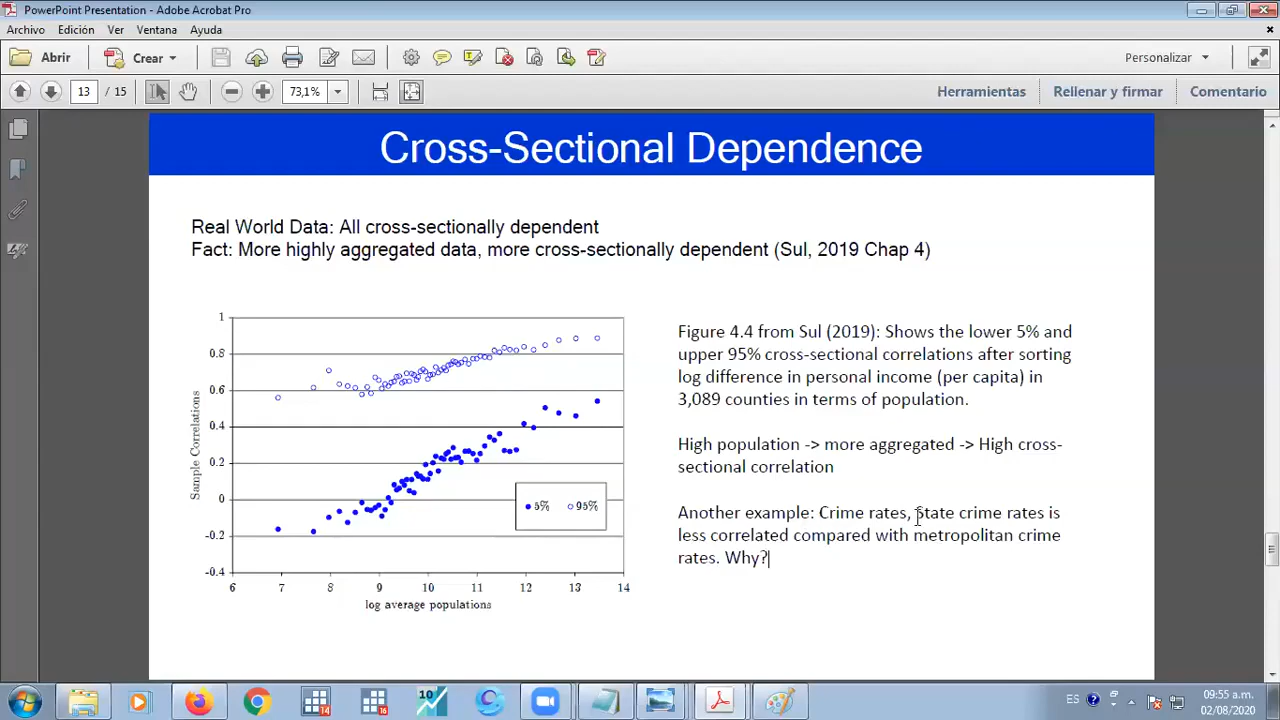 PowerPoint Presentation - Adobe Acrobat Pro
Archivo Edición Ver Ventana Ayuda
Abrir Crear Personalizar
13 / 15 73,1% Herramientas Rellenar y firmar Comentario
Cross-Sectional Dependence
Real World Data: All cross-sectionally dependent
Fact: More highly aggregated data, more cross-sectionally dependent (Sul, 2019 Chap 4)
1
0.8
0.6
0.4
0.2
0
-0.2
-0.4
Sample Correlations
5% 95%
6 7 8 9 10 11 12 13 14
log average populations
Figure 4.4 from Sul (2019): Shows the lower 5% and
upper 95% cross-sectional correlations after sorting
log difference in personal income (per capita) in
3,089 counties in terms of population.
High population -> more aggregated -> High cross-
sectional correlation
Another example: Crime rates, State crime rates is
less correlated compared with metropolitan crime
rates. Why?
14 16 10
ES
09:55 a.m.
02/08/2020